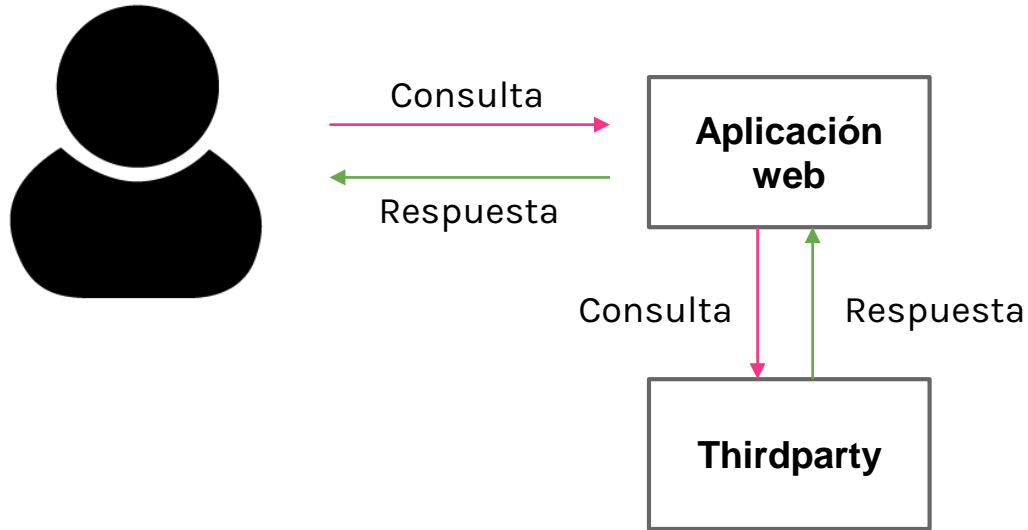 Consulta
Respuesta
Aplicación
web
Consulta
Respuesta
Thirdparty